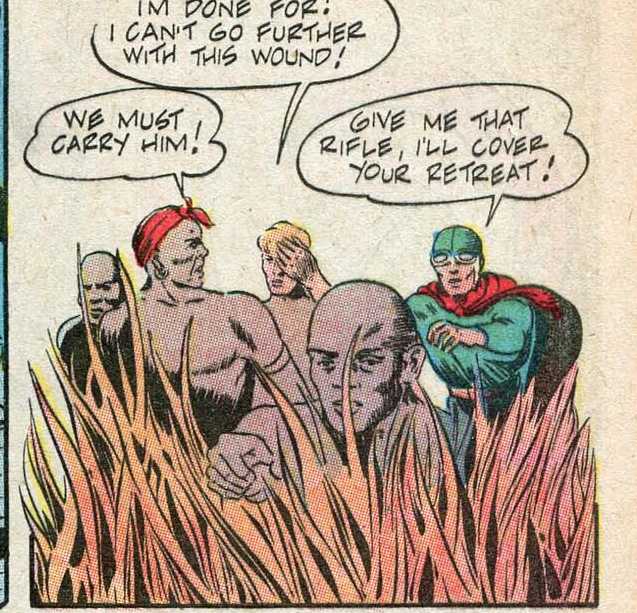 I'M DONE FOR!
I CAN'T GO FURTHER
WITH THIS WOUND!
WE MUST
CARRY HIM!
GIVE ME THAT
RIFLE, I'LL COVER
YOUR RETREAT!